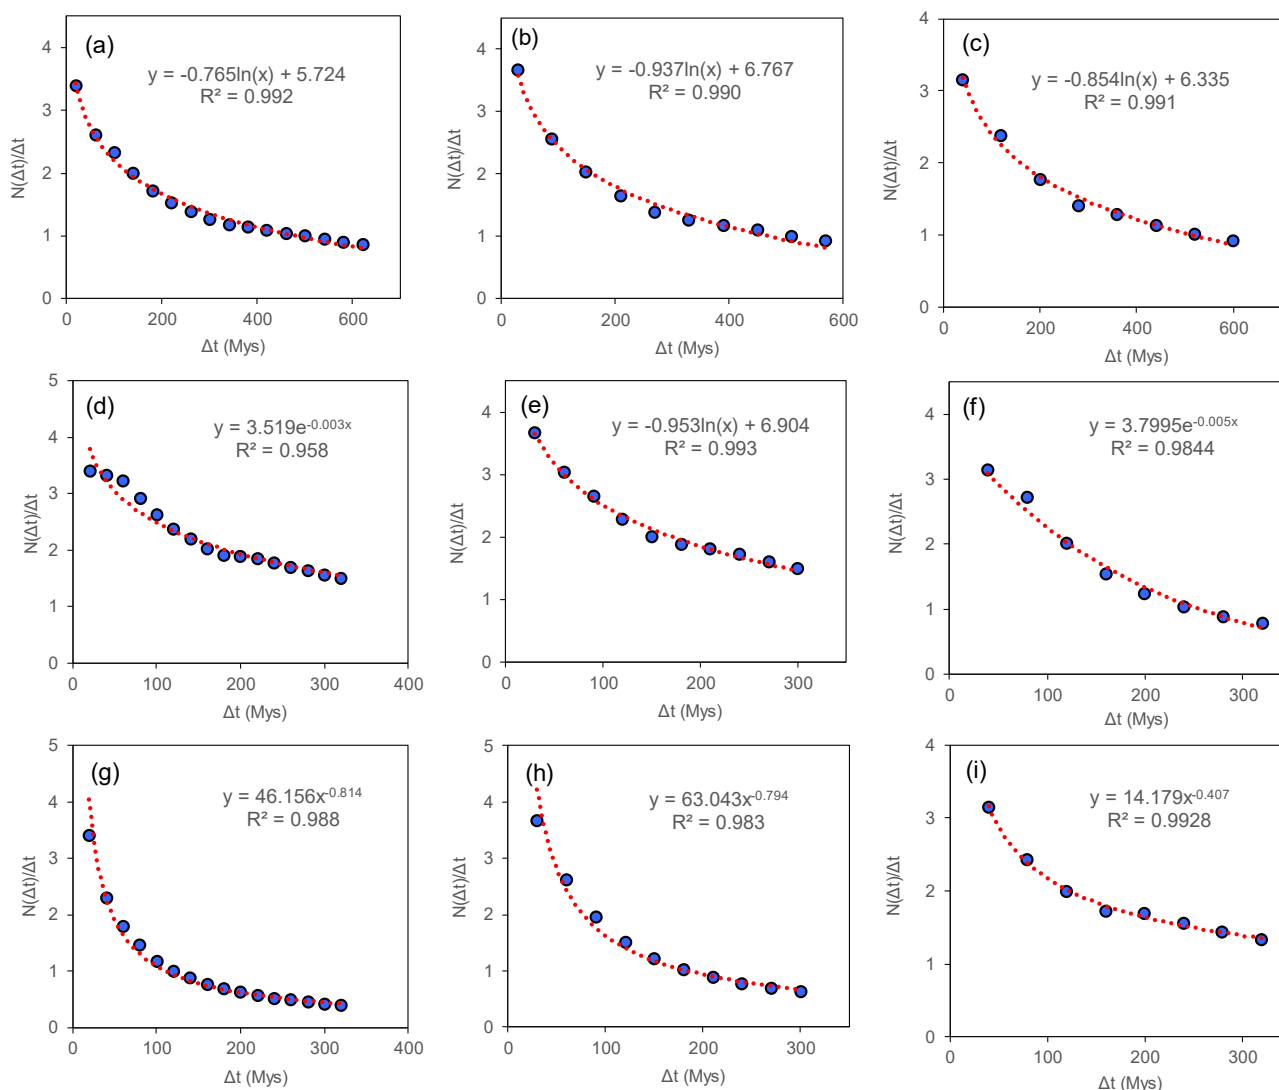 (a)
y = -0.765ln(x) + 5.724
R² = 0.992
N(Δt)/Δt
4
3
2
1
0
0 200 400 600
Δt (Mys)
(b)
y = -0.937ln(x) + 6.767
R² = 0.990
N(Δt)/Δt
4
3
2
1
0
0 200 400 600
Δt (Mys)
(c)
y = -0.854ln(x) + 6.335
R² = 0.991
N(Δt)/Δt
4
3
2
1
0
0 200 400 600
Δt (Mys)
(d)
y = 3.519e-0.003x
R² = 0.958
N(Δt)/Δt
5
4
3
2
1
0
0 100 200 300 400
Δt (Mys)
(e)
y = -0.953ln(x) + 6.904
R² = 0.993
N(Δt)/Δt
4
3
2
1
0
0 100 200 300
Δt (Mys)
(f)
y = 3.7995e-0.005x
R² = 0.9844
N(Δt)/Δt
4
3
2
1
0
0 100 200 300
Δt (Mys)
(g)
y = 46.156x-0.814
R² = 0.988
N(Δt)/Δt
5
4
3
2
1
0
0 100 200 300 400
Δt (Mys)
(h)
y = 63.043x-0.794
R² = 0.983
N(Δt)/Δt
5
4
3
2
1
0
0 100 200 300
Δt (Mys)
(i)
y = 14.179x-0.407
R² = 0.9928
N(Δt)/Δt
4
3
2
1
0
0 100 200 300
Δt (Mys)